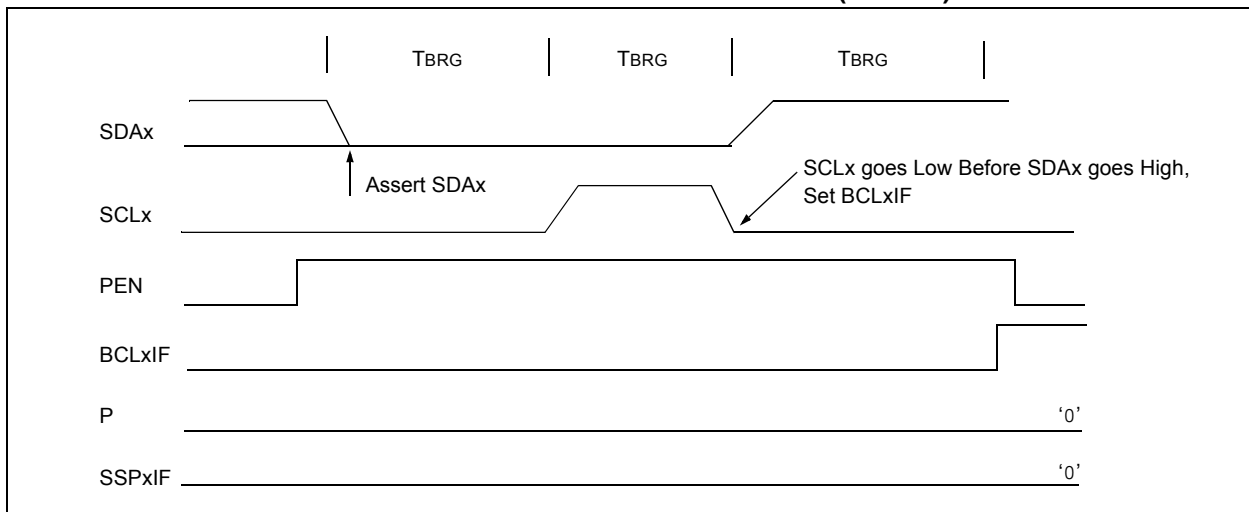 TBRG TBRG TBRG
SDAx
SCLx goes Low Before SDAx goes High,
Set BCLxIF
Assert SDAx
SCLx
PEN
BCLxIF
P ‘0’
SSPxIF ‘0’